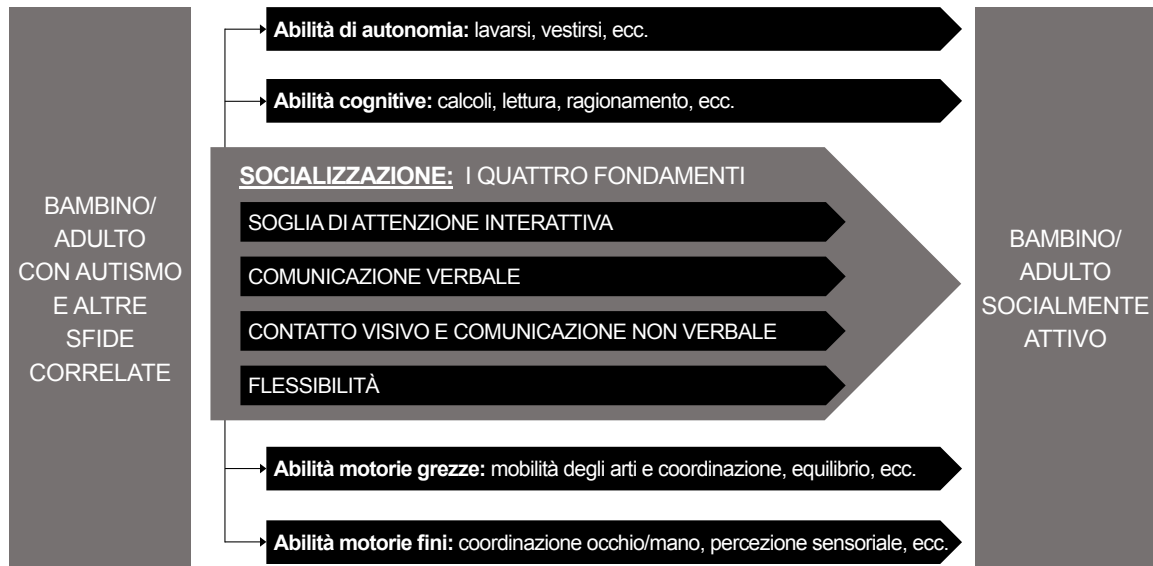 BAMBINO/
ADULTO
CON AUTISMO
E ALTRE
SFIDE
CORRELATE
Abilità di autonomia: lavarsi, vestirsi, ecc.
Abilità cognitive: calcoli, lettura, ragionamento, ecc.
SOCIALIZZAZIONE: I QUATTRO FONDAMENTI
SOGLIA DI ATTENZIONE INTERATTIVA
COMUNICAZIONE VERBALE
CONTATTO VISIVO E COMUNICAZIONE NON VERBALE
FLESSIBILITÀ
Abilità motorie grezze: mobilità degli arti e coordinazione, equilibrio, ecc.
Abilità motorie fini: coordinazione occhio/mano, percezione sensoriale, ecc.
BAMBINO/
ADULTO
SOCIALMENTE
ATTIVO